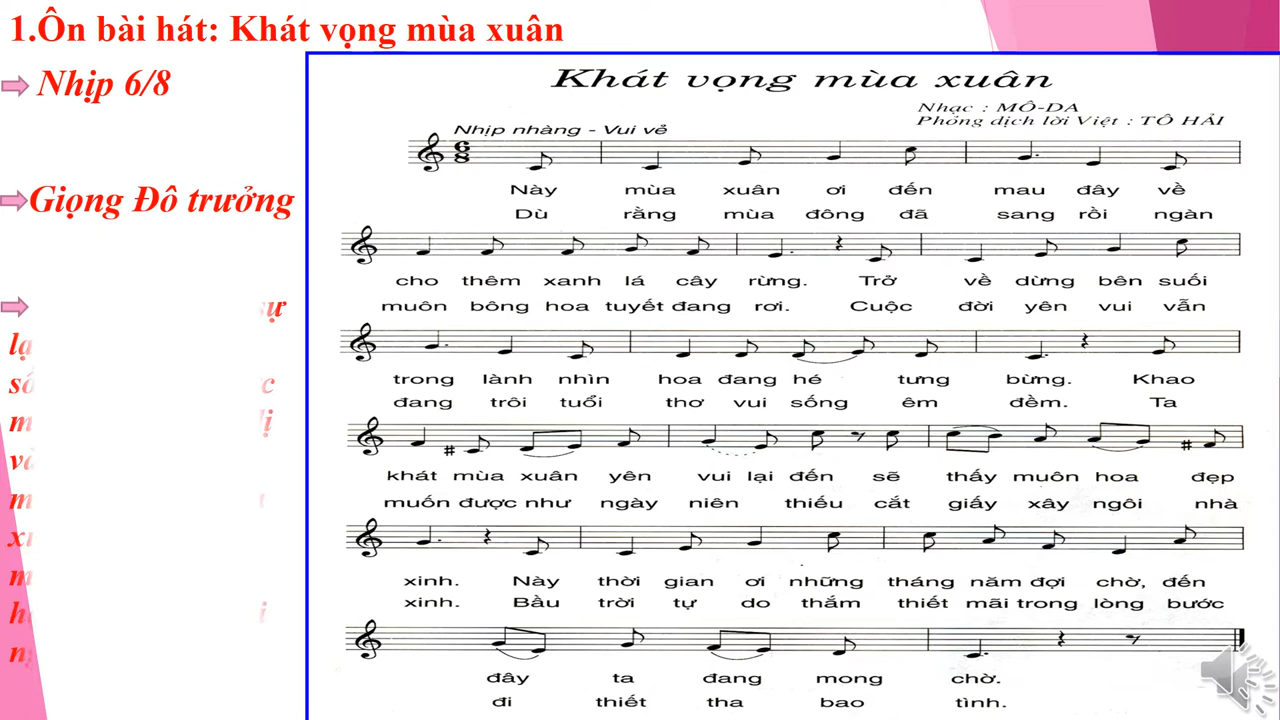 1.Ôn bài hát: Khát vọng mùa xuân
Nhịp 6/8
Giọng Đô trưởng
Khát vọng mùa xuân
Nhạc : MÔ-DA
Phỏng dịch lời Việt : TÔ HẢI
Nhịp nhàng - Vui vẻ
Này mùa xuân ơi đến mau đây về
Dù rằng mùa đông đã sang rồi ngàn
cho thêm xanh lá cây rừng. Trở về dừng bên suối
muôn bông hoa tuyết đang rơi. Cuộc đời yên vui vẫn
trong lành nhìn hoa đang hé tưng bừng. Khao
đang trôi tuổi thơ vui sống êm đềm. Ta
khát mùa xuân yên vui lại đến sẽ thấy muôn hoa đẹp
muốn được như ngày niên thiếu cắt giấy xây ngôi nhà
xinh. Này thời gian ơi những tháng năm đợi chờ, đến
xinh. Bầu trời tự do thắm thiết mãi trong lòng bước
đây ta đang mong chờ.
đi thiết tha bao tình.